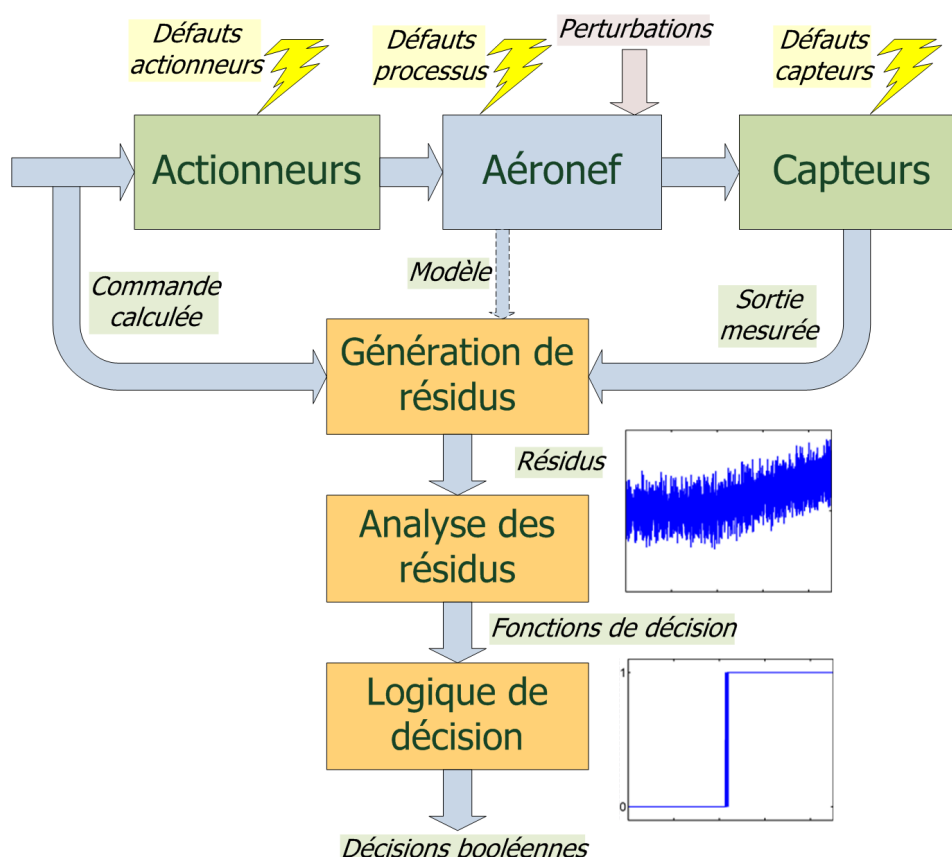 Défauts
actionneurs
Défauts
processus
Perturbations
Défauts
capteurs
Actionneurs
Aéronef
Capteurs
Commande
calculée
Modèle
Sortie
mesurée
Génération de
résidus
Résidus
Analyse des
résidus
Fonctions de décision
Logique de
décision
1
0
Décisions booléennes